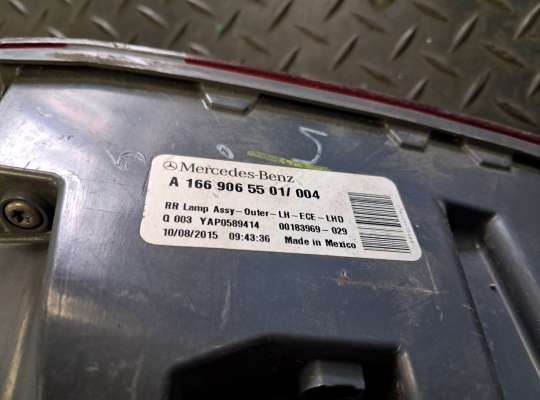 Mercedes-Benz
A 166 906 55 01/ 004
RR Lamp Assy-Outer-LH-ECE-LHD
Q 003 YAP0589414 00183969-029
10/08/2015 09:43:36 Made in Mexico